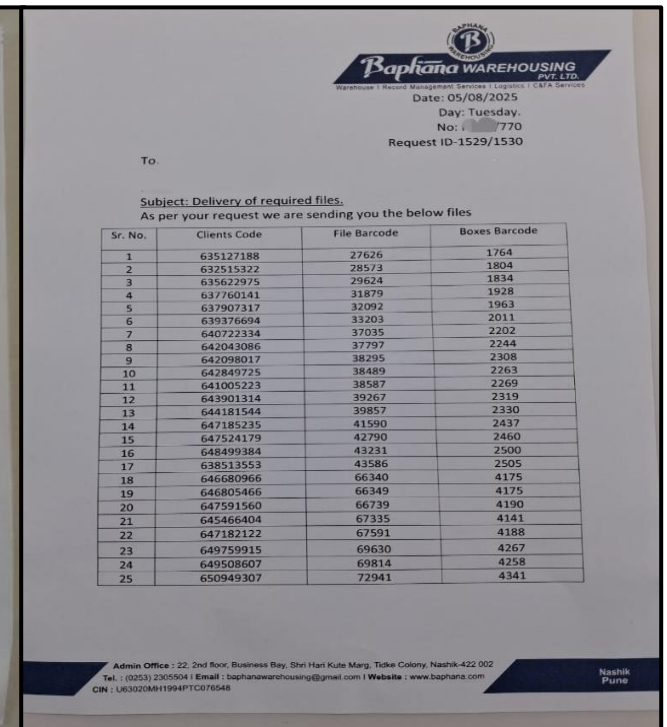 BAPHANA
B
WAREHOUSING
Baphana WAREHOUSING
PVT. LTD.
Warehouse | Record Management Services | Logistics | C&FA Services
Date: 05/08/2025
Day: Tuesday.
No: /770
Request ID-1529/1530
To
Subject: Delivery of required files.
As per your request we are sending you the below files
Sr. No. Clients Code File Barcode Boxes Barcode
1 635127188 27626 1764
2 632515322 28573 1804
3 635622975 29624 1834
4 637760141 31879 1928
5 637907317 32092 1963
6 639376694 33203 2011
7 640722334 37035 2202
8 642043086 37797 2244
9 642098017 38295 2308
10 642849725 38489 2263
11 641005223 38587 2269
12 643901314 39267 2319
13 644181544 39857 2330
14 647185235 41590 2437
15 647524179 42790 2460
16 648499384 43231 2500
17 638513553 43586 2505
18 646680966 66340 4175
19 646805466 66349 4175
20 647591560 66739 4190
21 645466404 67335 4141
22 647182122 67591 4188
23 649759915 69630 4267
24 649508607 69814 4258
25 650949307 72941 4341
Admin Office : 22, 2nd floor, Business Bay, Shri Hari Kute Marg, Tidke Colony, Nashik-422 002
Tel. : (0253) 2305504 | Email : baphanawarehousing@gmail.com | Website : www.baphana.com
CIN : U63020MH1994PTC076548
Nashik
Pune